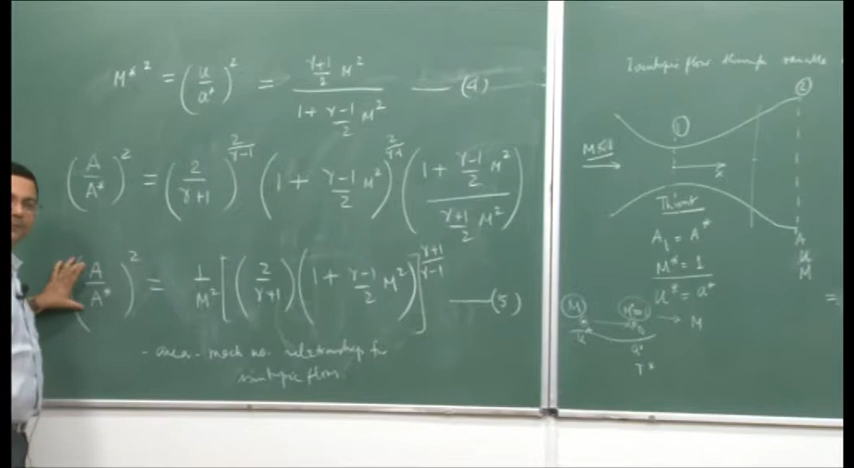 M*² = (u/a*)² = (γ+1/2 M²)/(1 + γ-1/2 M²) —— (4)
(A/A*)² = (2/γ+1)^(2/γ-1) (1 + γ-1/2 M²)^(2/γ-1) ((1 + γ-1/2 M²)/(γ+1/2 M²))
(A/A*)² = 1/M² [(2/γ+1)(1 + γ-1/2 M²)]^(γ+1/γ-1) —— (5)
- area-mach no. relationship for
isentropic flow.
Isentropic flow through variable
②
①
M<1
x
Throat
A₁ = A*
M* = 1
u* = a*
A
u
M
M
→ M
u
a*
T*
=